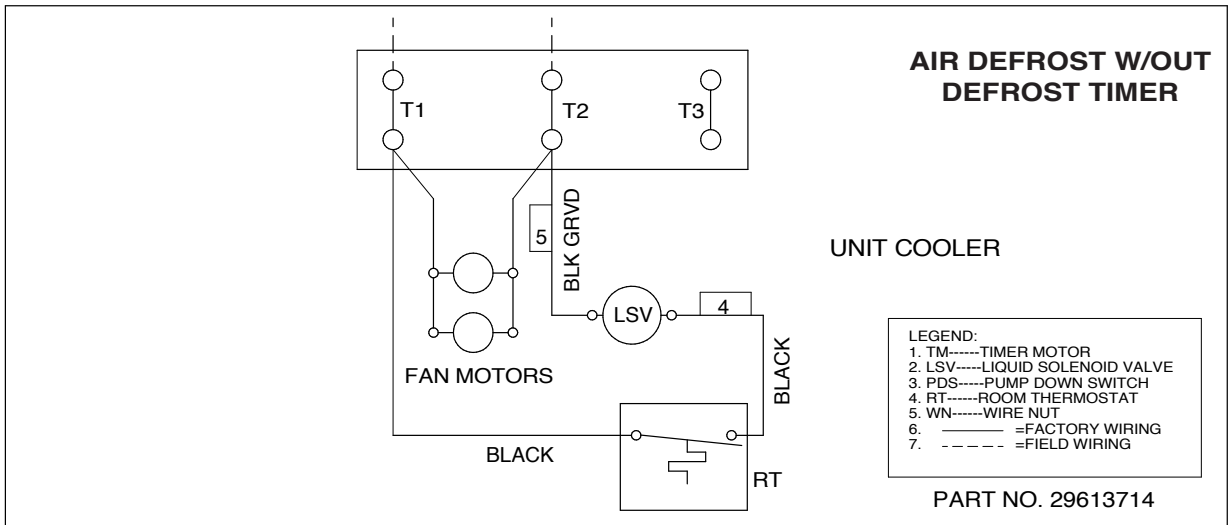 AIR DEFROST W/OUT
DEFROST TIMER
T1
T2
T3
5
BLK GRVD
UNIT COOLER
LSV
4
BLACK
FAN MOTORS
BLACK
RT
LEGEND:
1. TM------TIMER MOTOR
2. LSV-----LIQUID SOLENOID VALVE
3. PDS-----PUMP DOWN SWITCH
4. RT------ROOM THERMOSTAT
5. WN------WIRE NUT
6. ———— =FACTORY WIRING
7. – – – – – =FIELD WIRING
PART NO. 29613714